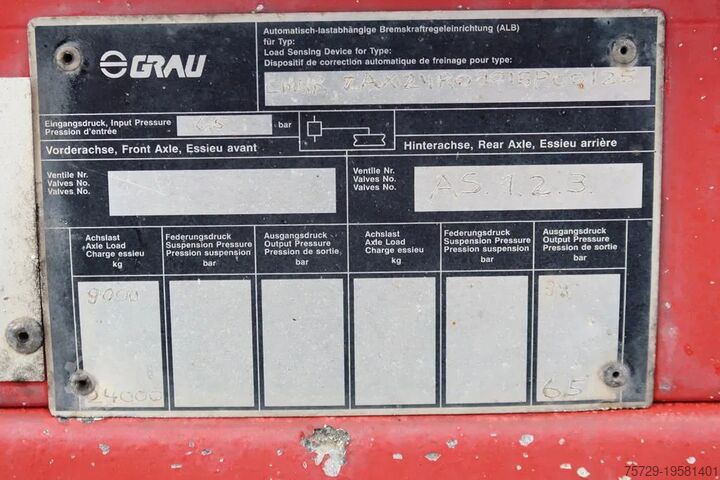 GRAU
Automatisch-lastabhängige Bremskraftregeleinrichtung (ALB)
für Typ:
Load Sensing Device for Type:
Dispositif de correction automatique de freinage pour type:
Eingangsdruck, Input Pressure
Pression d'entrée
6.5
bar
Vorderachse, Front Axle, Essieu avant
Hinterachse, Rear Axle, Essieu arrière
Ventile Nr.
Valves No.
Valves No.
Ventile Nr.
Valves No.
Valves No.
AS. 1. 2. 3.
Achslast
Axle Load
Charge essieu
kg
Federungsdruck
Suspension Pressure
Pression suspension
bar
Ausgangsdruck
Output Pressure
Pression de sortie
bar
Achslast
Axle Load
Charge essieu
kg
Federungsdruck
Suspension Pressure
Pression suspension
bar
Ausgangsdruck
Output Pressure
Pression de sortie
bar
9000
24000
6.5
75729-19581401